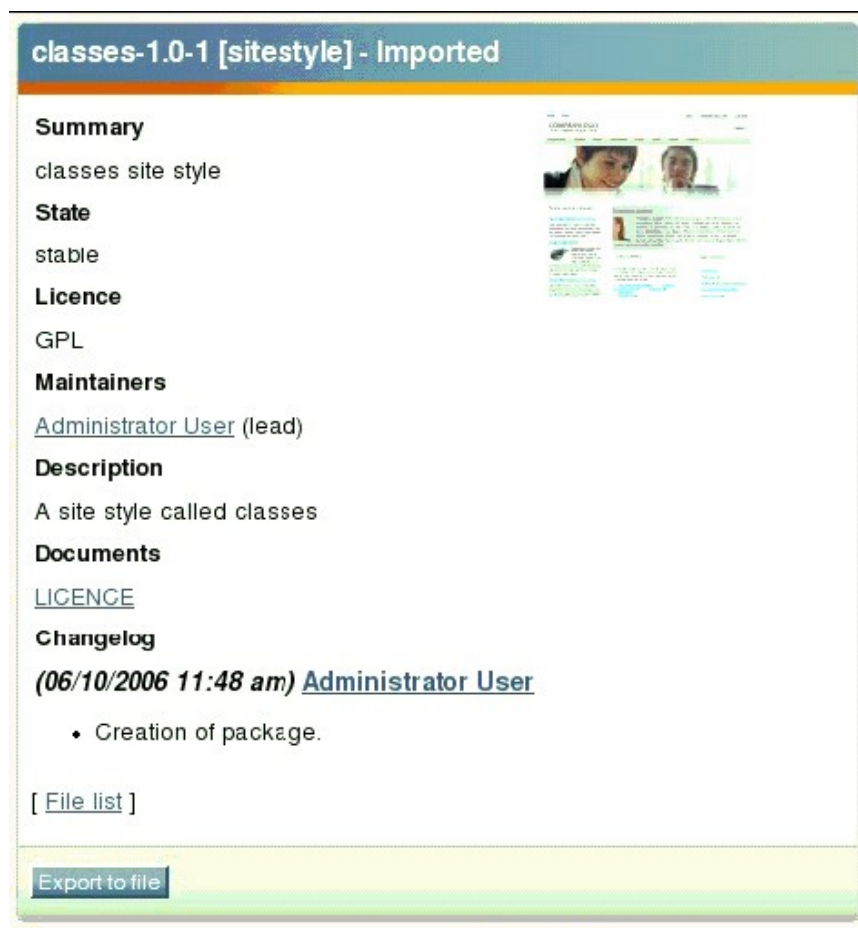 classes-1.0-1 [sitestyle] - Imported
Summary
classes site style
State
stable
Licence
GPL
Maintainers
Administrator User (lead)
Description
A site style called classes
Documents
LICENCE
Changelog
(06/10/2006 11:48 am) Administrator User
• Creation of package.
[ File list ]
Export to file